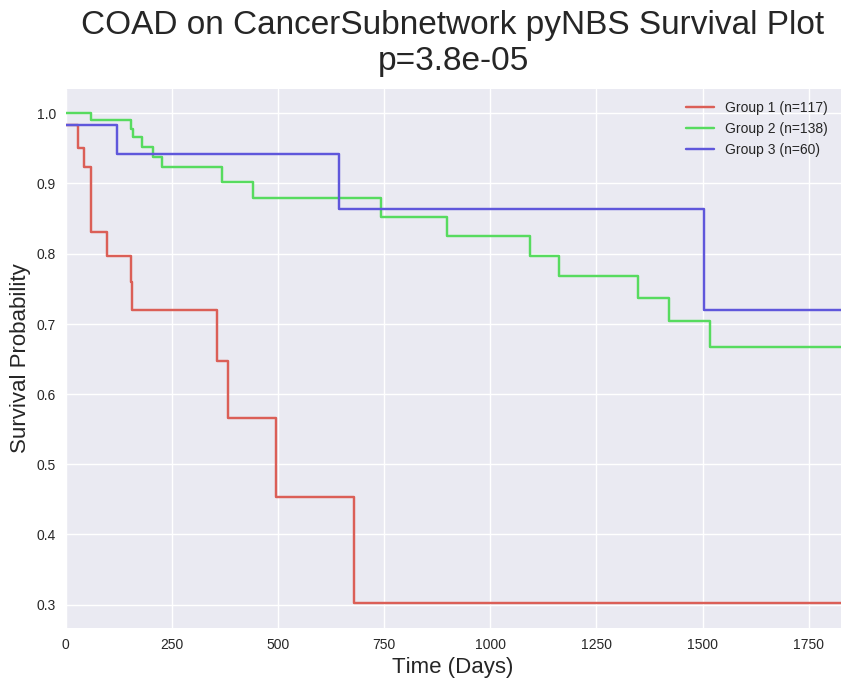 COAD on CancerSubnetwork pyNBS Survival Plot
p=3.8e-05
Group 1 (n=117)
Group 2 (n=138)
Group 3 (n=60)
Survival Probability
1.0
0.9
0.8
0.7
0.6
0.5
0.4
0.3
0 250 500 750 1000 1250 1500 1750
Time (Days)